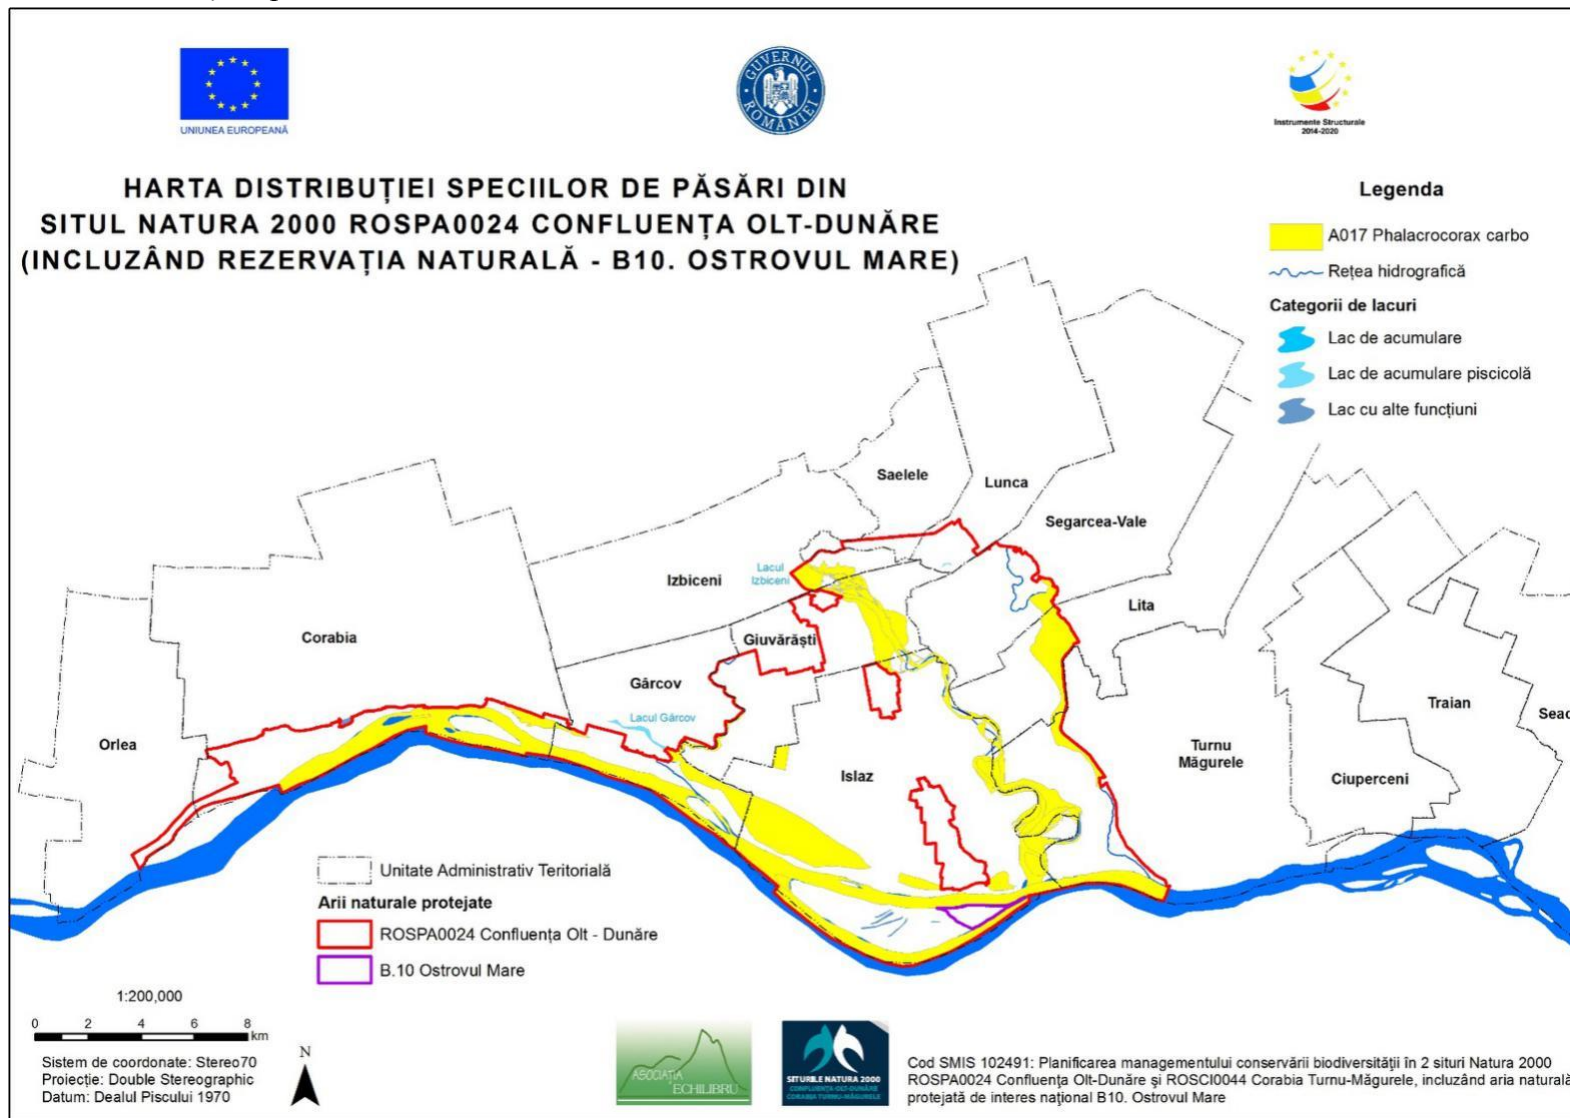 UNIUNEA EUROPEANĂ
GUVERNUL ROMÂNIEI
Instrumente Structurale
2014-2020
HARTA DISTRIBUȚIEI SPECIILOR DE PĂSĂRI DIN
SITUL NATURA 2000 ROSPA0024 CONFLUENȚA OLT-DUNĂRE
(INCLUZÂND REZERVAȚIA NATURALĂ - B10. OSTROVUL MARE)
Legenda
A017 Phalacrocorax carbo
Rețea hidrografică
Categorii de lacuri
Lac de acumulare
Lac de acumulare piscicolă
Lac cu alte funcțiuni
Saelele
Lunca
Segarcea-Vale
Izbiceni
Lacul
Izbiceni
Lita
Corabia
Giuvărăști
Gârcov
Lacul Gârcov
Orlea
Islaz
Turnu
Măgurele
Traian
Seac
Ciuperceni
Unitate Administrativ Teritorială
Arii naturale protejate
ROSPA0024 Confluența Olt - Dunăre
B.10 Ostrovul Mare
1:200,000
0 2 4 6 8
km
N
Sistem de coordonate: Stereo70
Proiecție: Double Stereographic
Datum: Dealul Piscului 1970
ASOCIAȚIA
ECHILIBRU
SITURILE NATURA 2000
CONFLUENȚA OLT-DUNĂRE
CORABIA TURNU-MĂGURELE
Cod SMIS 102491: Planificarea managementului conservării biodiversității în 2 situri Natura 2000
ROSPA0024 Confluența Olt-Dunăre și ROSCI0044 Corabia Turnu-Măgurele, incluzând aria naturală
protejată de interes național B10. Ostrovul Mare